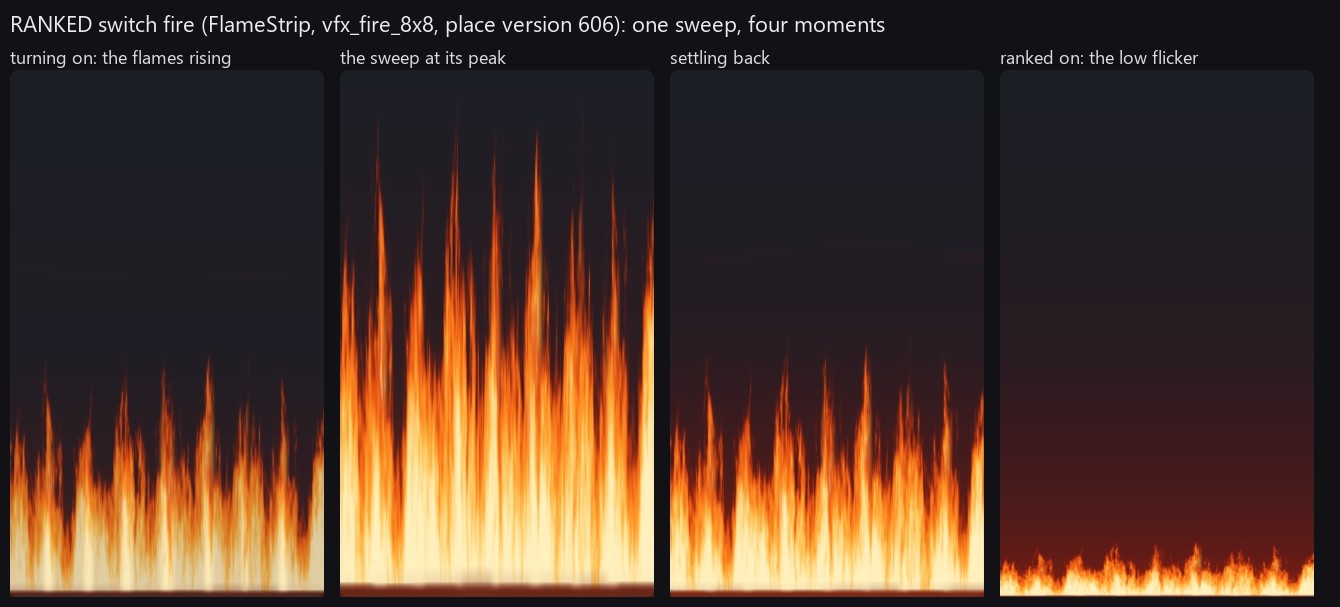 RANKED switch fire (FlameStrip, vfx_fire_8x8, place version 606): one sweep, four moments
turning on: the flames rising
the sweep at its peak
settling back
ranked on: the low flicker